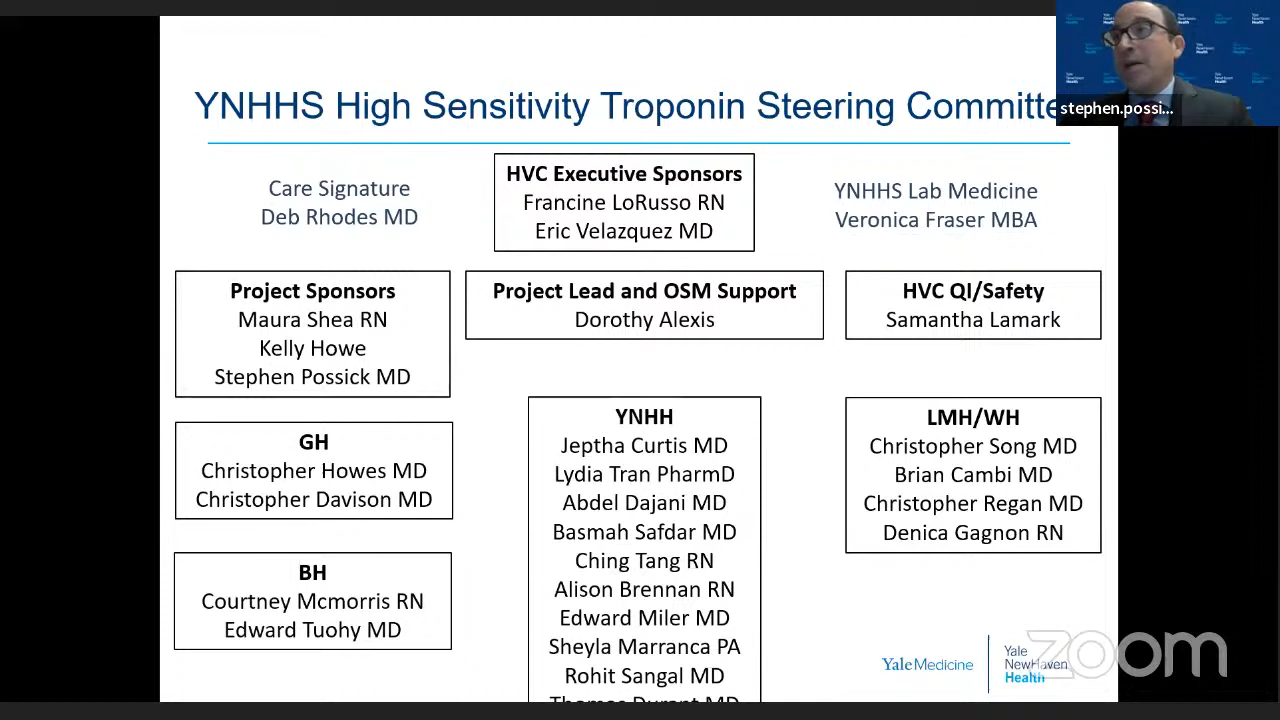 YNHHS High Sensitivity Troponin Steering Committe
stephen.possi...
Care Signature
Deb Rhodes MD
HVC Executive Sponsors
Francine LoRusso RN
Eric Velazquez MD
YNHHS Lab Medicine
Veronica Fraser MBA
Project Sponsors
Maura Shea RN
Kelly Howe
Stephen Possick MD
Project Lead and OSM Support
Dorothy Alexis
HVC QI/Safety
Samantha Lamark
GH
Christopher Howes MD
Christopher Davison MD
YNHH
Jeptha Curtis MD
Lydia Tran PharmD
Abdel Dajani MD
Basmah Safdar MD
Ching Tang RN
Alison Brennan RN
Edward Miler MD
Sheyla Marranca PA
Rohit Sangal MD
Thomas Durant MD
LMH/WH
Christopher Song MD
Brian Cambi MD
Christopher Regan MD
Denica Gagnon RN
BH
Courtney Mcmorris RN
Edward Tuohy MD
Yale Medicine
Yale
NewHaven
Health
zoom